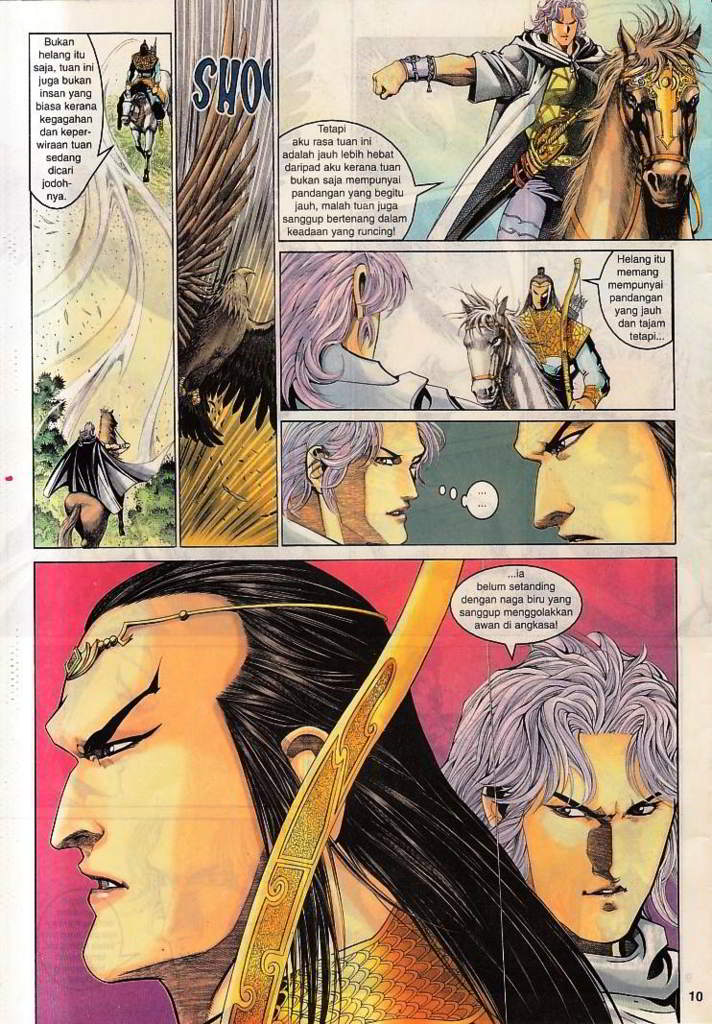 Bukan
helang itu
saja, tuan ini
juga bukan
insan yang
biasa kerana
kegagahan
dan keper-
wiraan tuan
sedang
dicari
jodoh-
nya.
SHOO
Tetapi
aku rasa tuan ini
adalah jauh lebih hebat
daripad aku kerana tuan
bukan saja mempunyai
pandangan yang begitu
jauh, malah tuan juga
sanggup bertenang dalam
keadaan yang runcing!
Helang itu
memang
mempunyai
pandangan
yang jauh
dan tajam
tetapi...
...
...
...ia
belum setanding
dengan naga biru yang
sanggup menggolakkan
awan di angkasa!
10